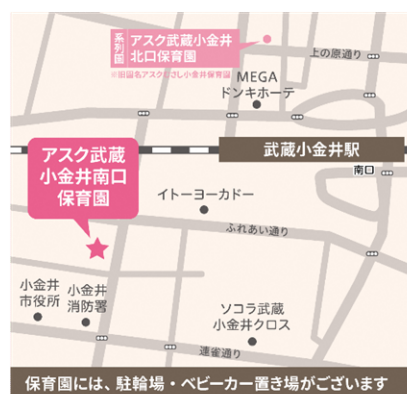 系列園
アスク武蔵小金井
北口保育園
※旧園名アスクむさし小金井保育園
上の原通り
MEGA
ドンキホーテ
武蔵小金井駅
南口
アスク武蔵
小金井南口
保育園
イトーヨーカドー
ふれあい通り
小金井
市役所
小金井
消防署
ソコラ武蔵
小金井クロス
連雀通り
保育園には、駐輪場・ベビーカー置き場がございます